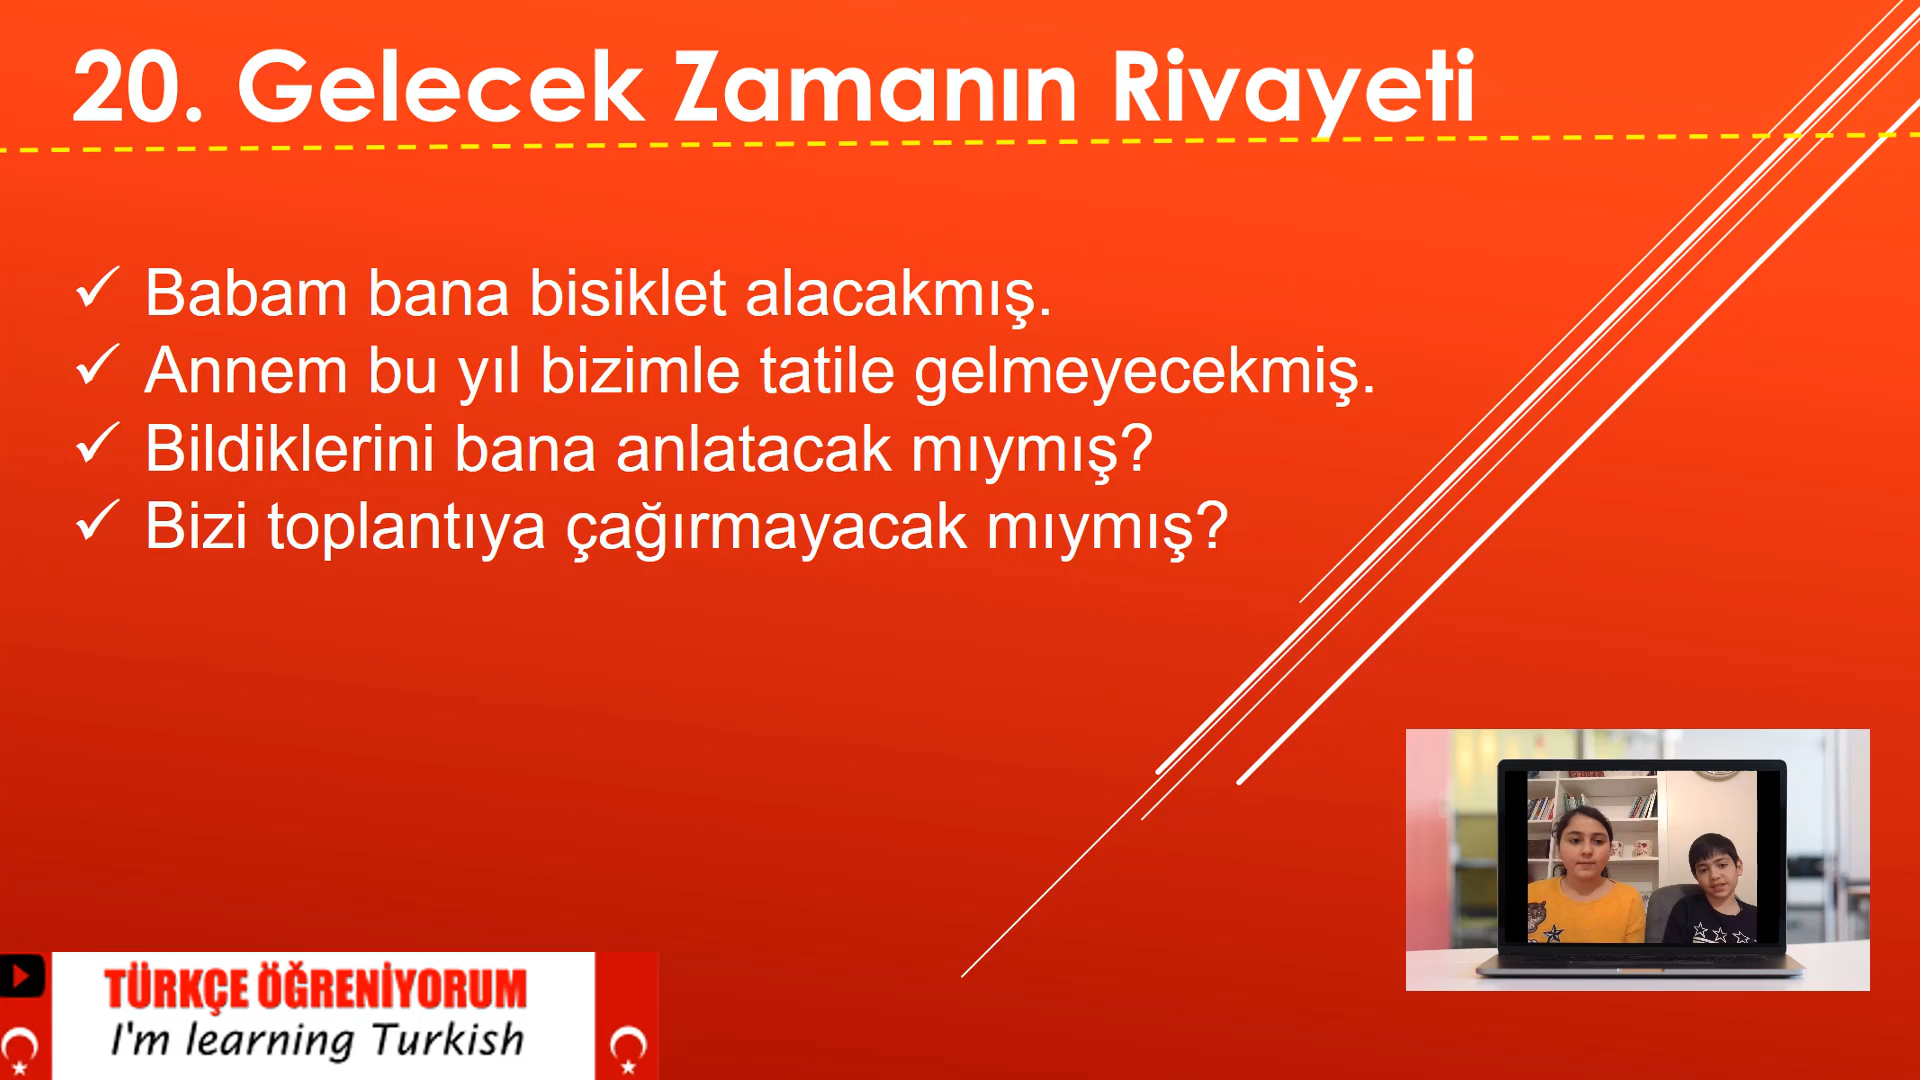 20. Gelecek Zamanın Rivayeti
Babam bana bisiklet alacakmış.
Annem bu yıl bizimle tatile gelmeyecekmiş.
Bildiklerini bana anlatacak mıymış?
Bizi toplantıya çağırmayacak mıymış?
TÜRKÇE ÖĞRENİYORUM
I'm learning Turkish